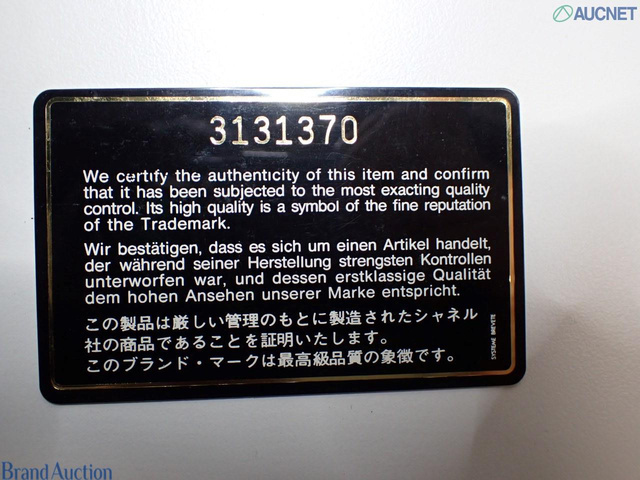 AUCNET
3131370
We certify the authenticity of this item and confirm
that it has been subjected to the most exacting quality
control. Its high quality is a symbol of the fine reputation
of the Trademark.
Wir bestätigen, dass es sich um einen Artikel handelt,
der während seiner Herstellung strengsten Kontrollen
unterworfen war, und dessen erstklassige Qualität
dem hohen Ansehen unserer Marke entspricht.
この製品は厳しい管理のもとに製造されたシャネル
社の商品であることを証明いたします。
このブランド・マークは最高級品質の象徴です。
SYSTEME BREVETE
Brand Auction